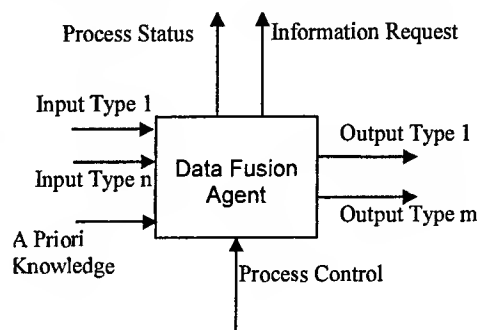 Process Status
Information Request
Input Type 1
Input Type n
A Priori
Knowledge
Data Fusion
Agent
Output Type 1
Output Type m
Process Control